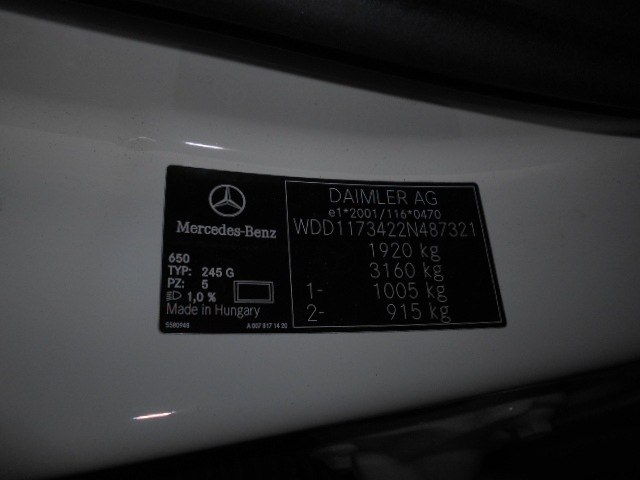 Mercedes-Benz
650
TYP: 245 G
PZ: 5
1,0 %
Made in Hungary
5580948 A 007 817 14 20
DAIMLER AG
e1*2001/116*0470
WDD1173422N487321
1920 kg
3160 kg
1- 1005 kg
2- 915 kg